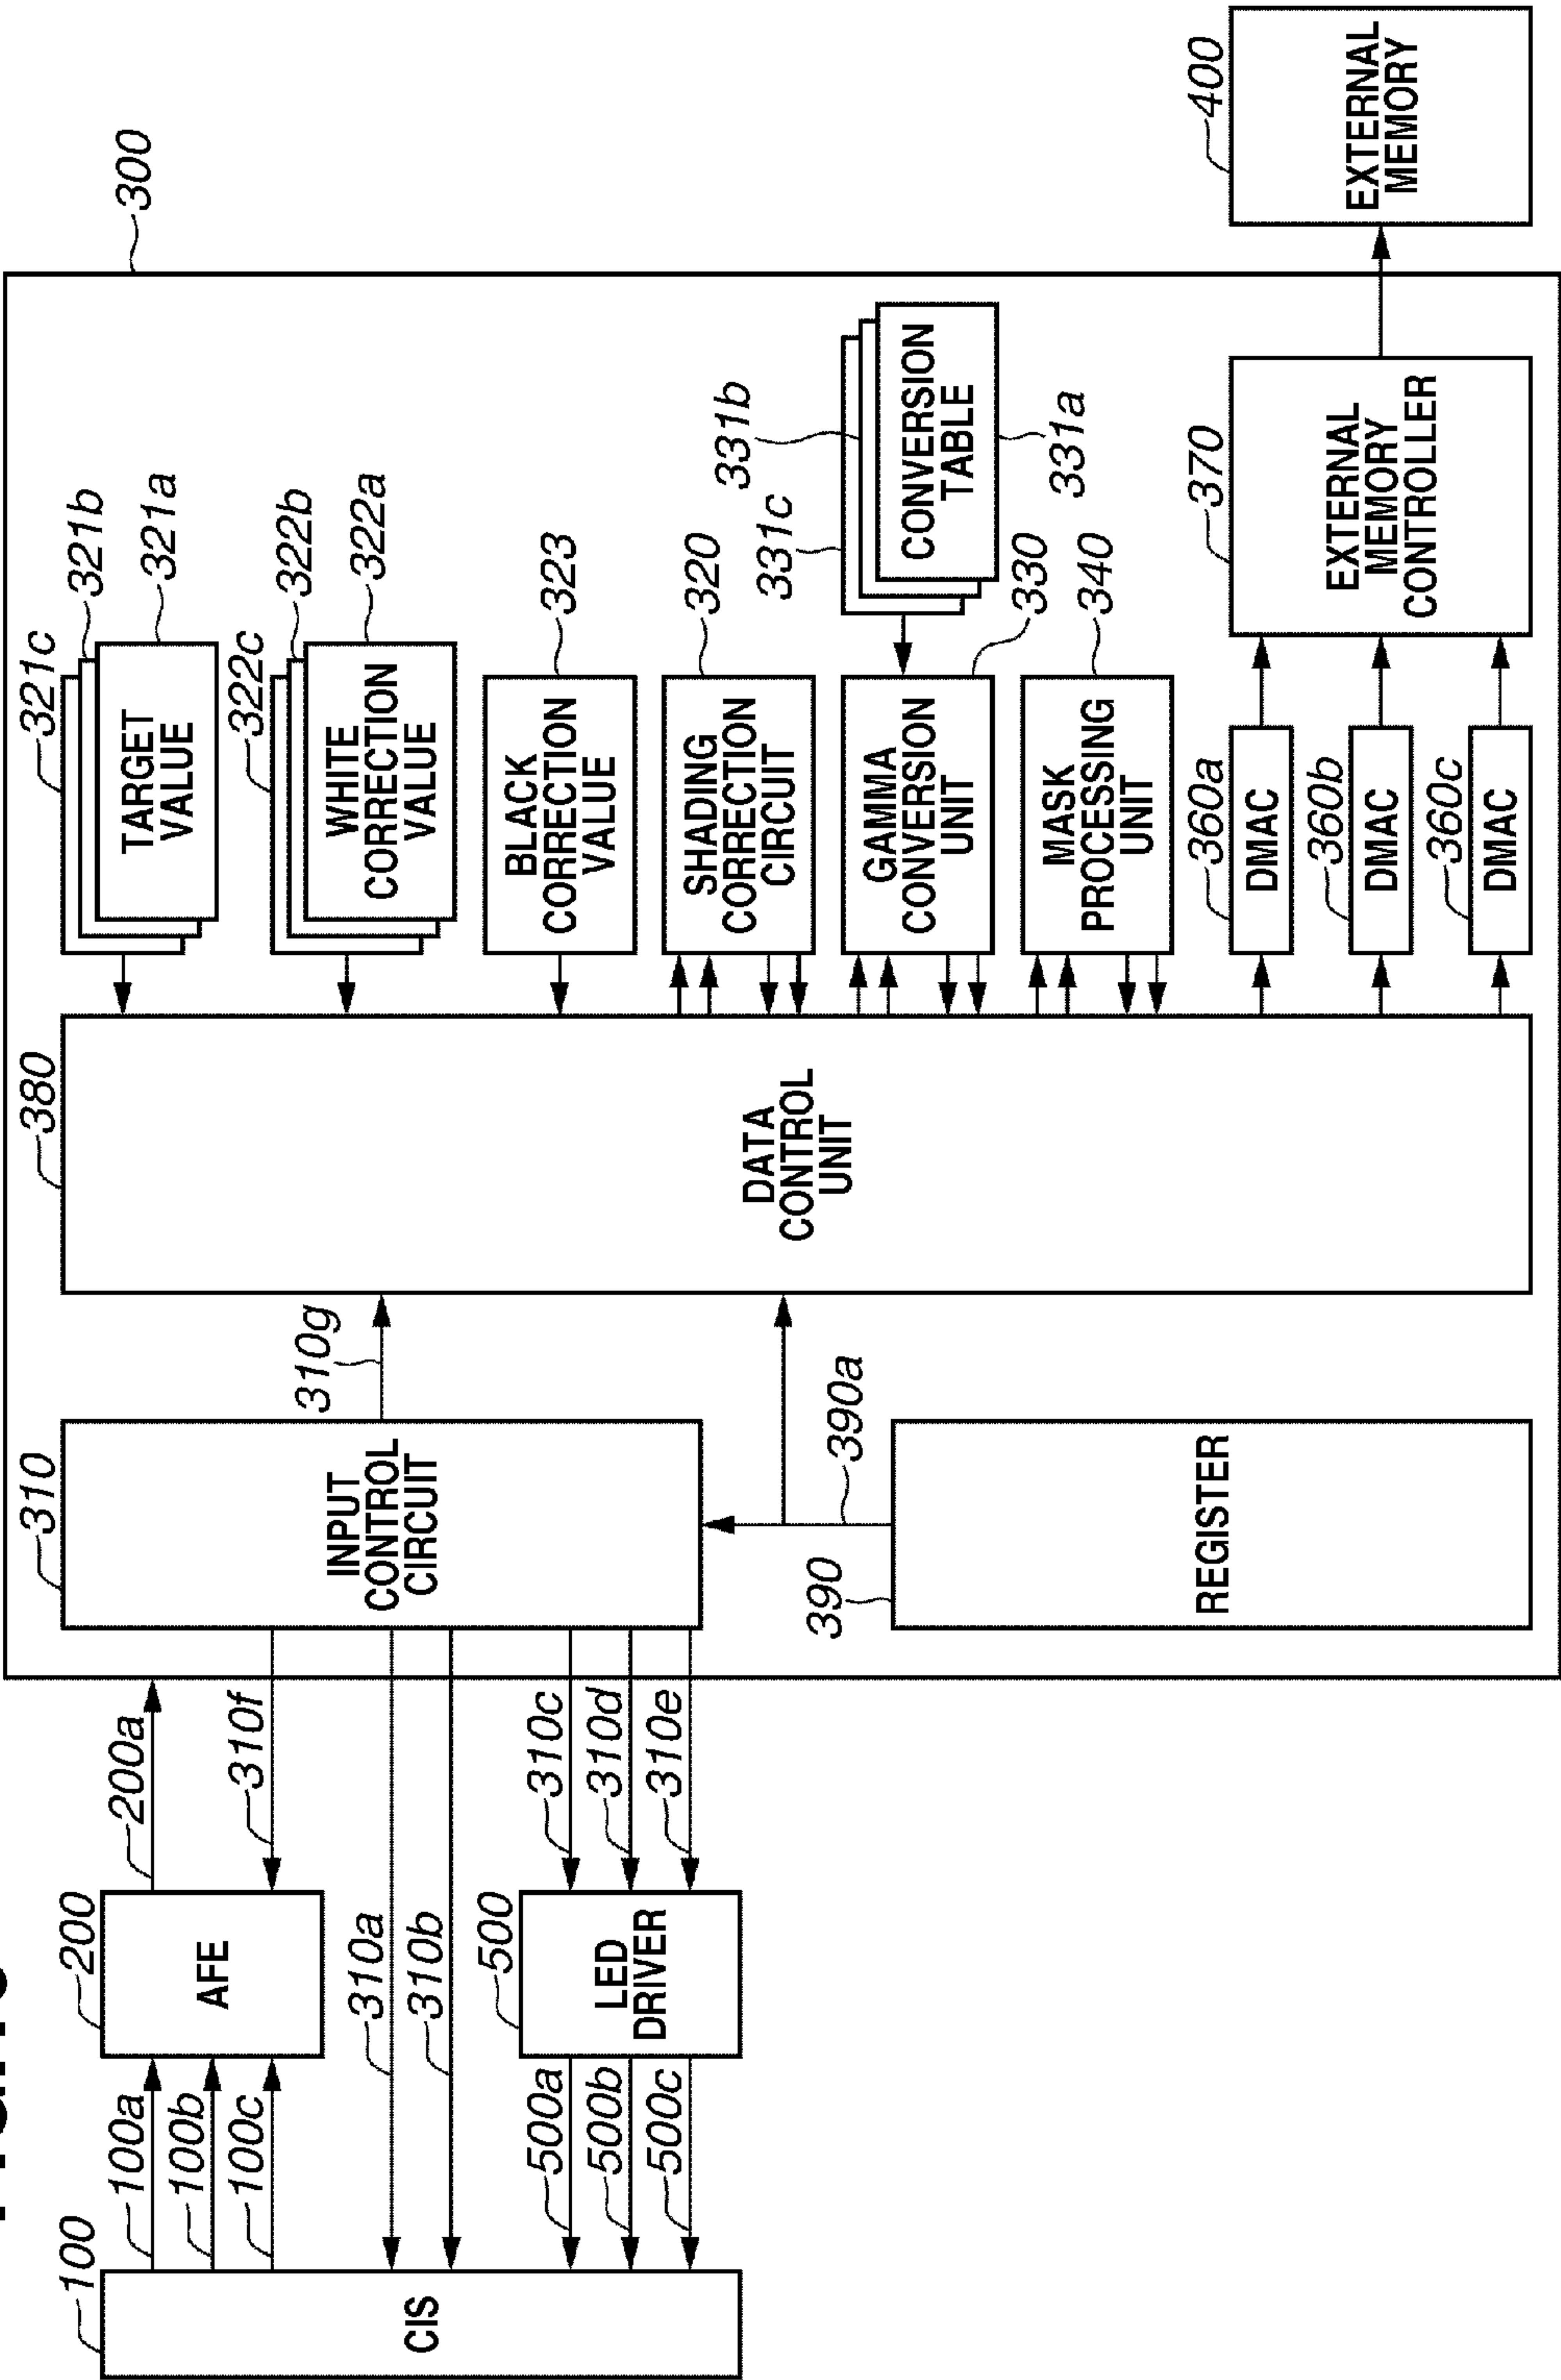 300
380
310
321c
321b
321a
TARGET
VALUE
322c
322b
322a
WHITE
CORRECTION
VALUE
BLACK
CORRECTION
VALUE
323
SHADING
CORRECTION
CIRCUIT
320
331c
331b
CONVERSION
TABLE
331a
GAMMA
CONVERSION
UNIT
330
MASK
PROCESSING
UNIT
340
360a
DMAC
360b
DMAC
360c
DMAC
370
EXTERNAL
MEMORY
CONTROLLER
400
EXTERNAL
MEMORY
DATA
CONTROL
UNIT
310g
INPUT
CONTROL
CIRCUIT
390a
390
REGISTER
200a
310f
310a
310b
310c
310d
310e
200
AFE
500
LED
DRIVER
100a
100b
100c
500a
500b
500c
100
CIS